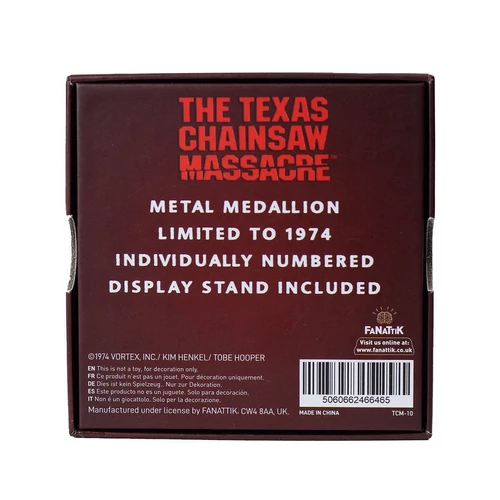 THE TEXAS
CHAINSAW
MASSACRE™
METAL MEDALLION
LIMITED TO 1974
INDIVIDUALLY NUMBERED
DISPLAY STAND INCLUDED
FANATTIK
Visit us online at:
www.fanattik.co.uk
©1974 VORTEX, INC./ KIM HENKEL/ TOBE HOOPER
EN This is not a toy, for decoration only.
FR Ce produit n'est pas un jouet. Pour décoration uniquement.
DE Dies ist kein Spielzeug.. Nur zur Dekoration.
ES Este producto no es un juguete. Solo para decoración.
IT Non è un giocattolo. Solo per la decorazione.
Manufactured under license by FANATTIK. CW4 8AA, UK.
5060662466465
MADE IN CHINA
TCM-10